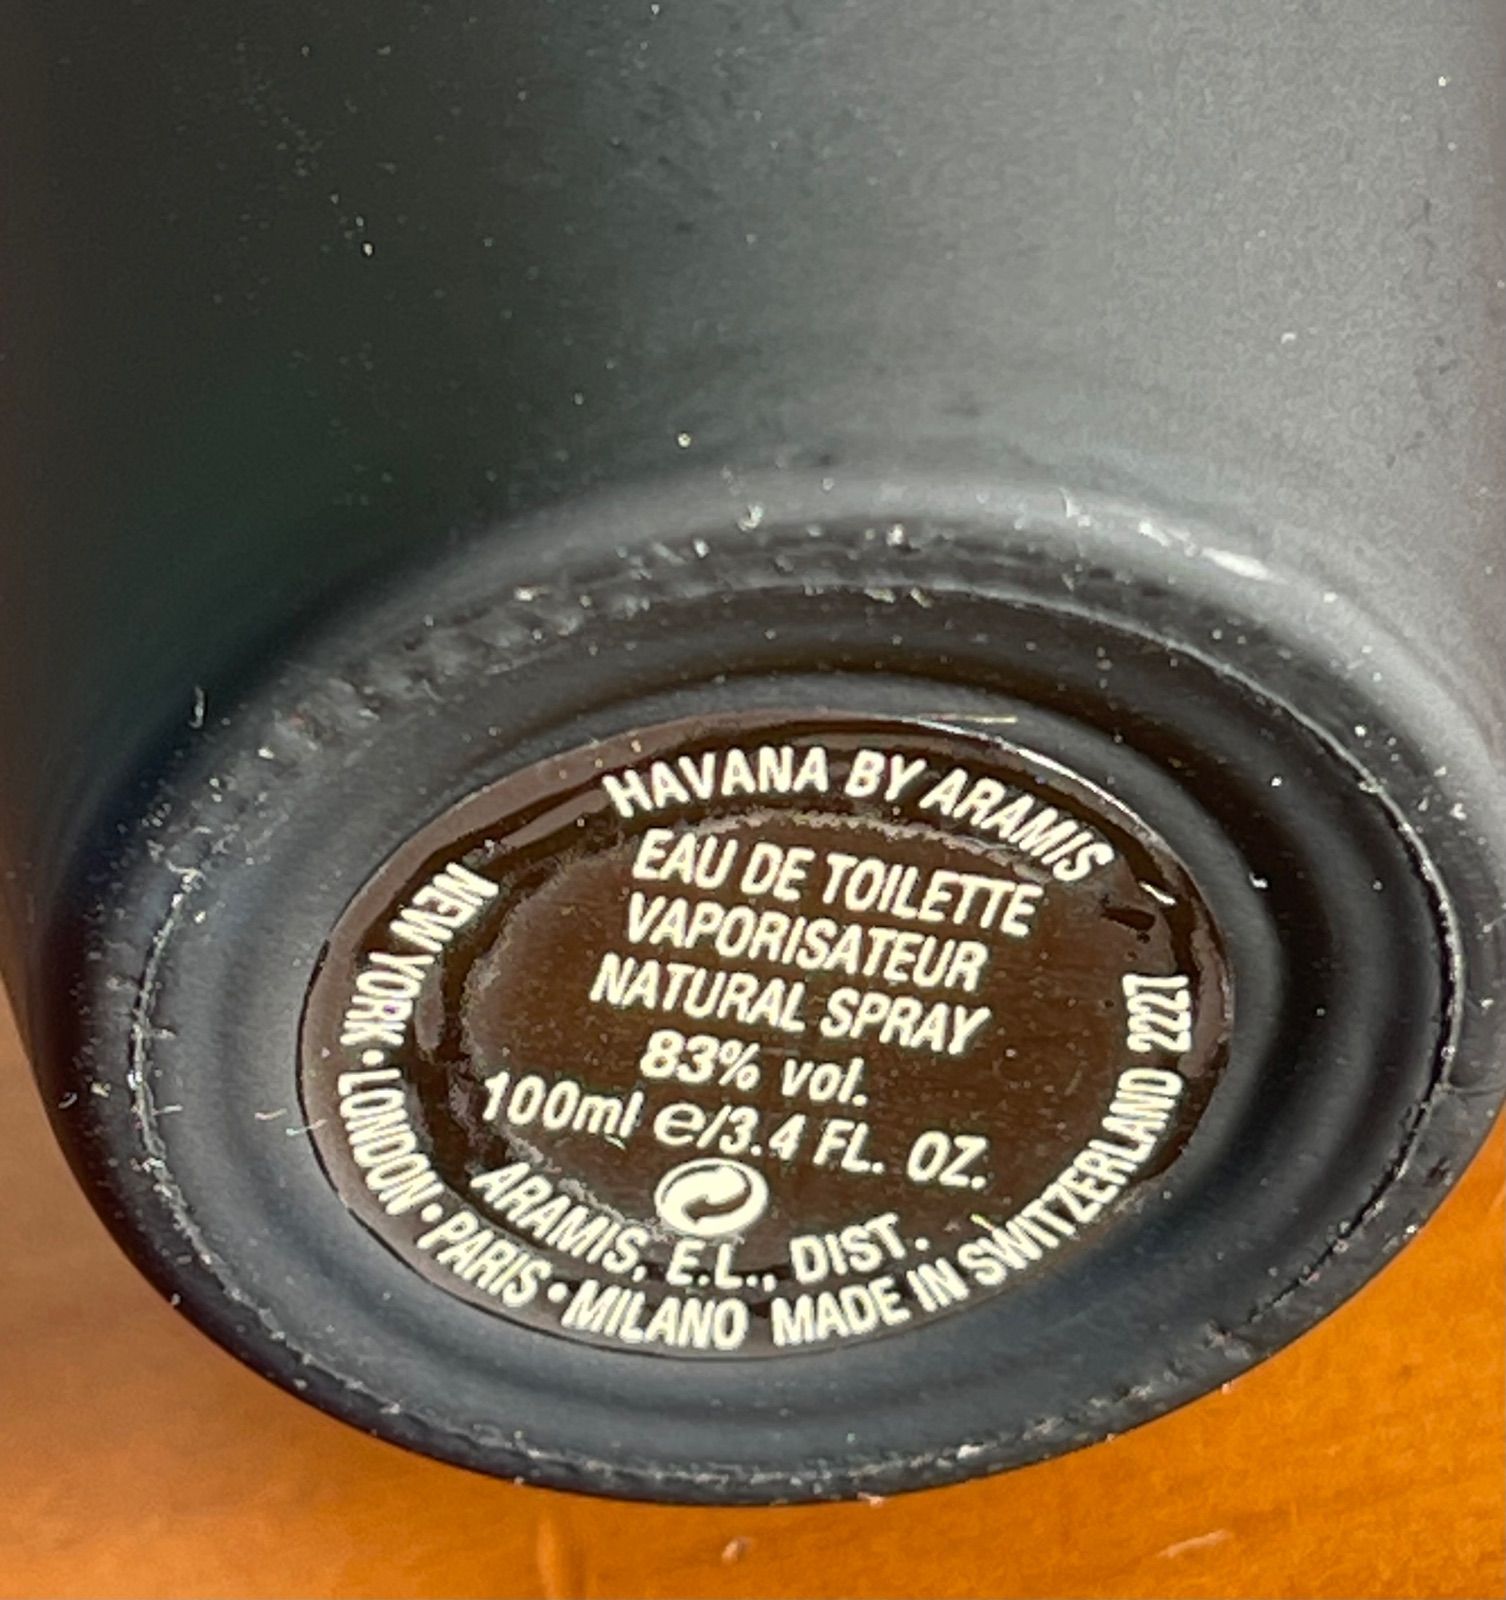 HAVANA BY ARAMIS
EAU DE TOILETTE
VAPORISATEUR
NATURAL SPRAY
83% vol.
100ml e/3.4 FL. OZ.
ARAMIS, E.L., DIST.
NEW YORK • LONDON • PARIS • MILANO MADE IN SWITZERLAND 2221